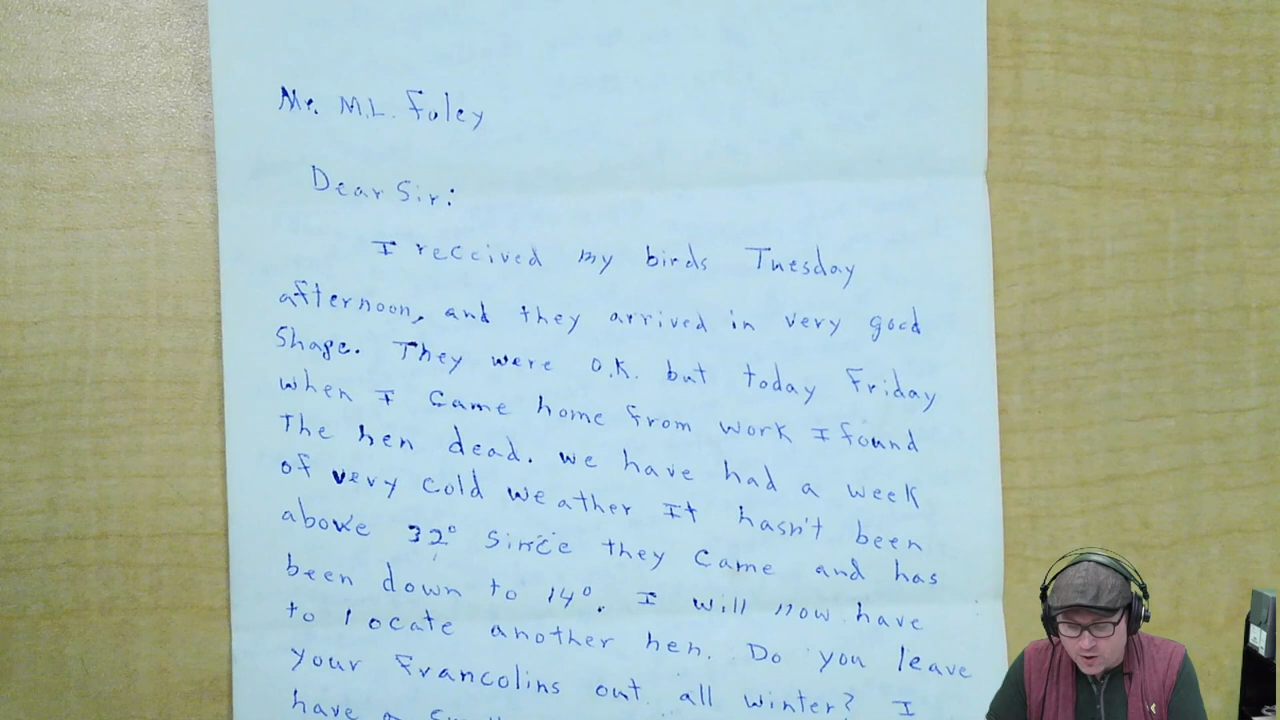 Mr. M.L. Foley
Dear Sir:
I received my birds Tuesday
afternoon, and they arrived in very good
Shape. They were O.K. but today Friday
when I came home from work I found
The hen dead. we have had a week
of very cold weather It hasn't been
above 32° since they came and has
been down to 14°. I will now have
to locate another hen. Do you leave
your Francolins out all winter? I
have a